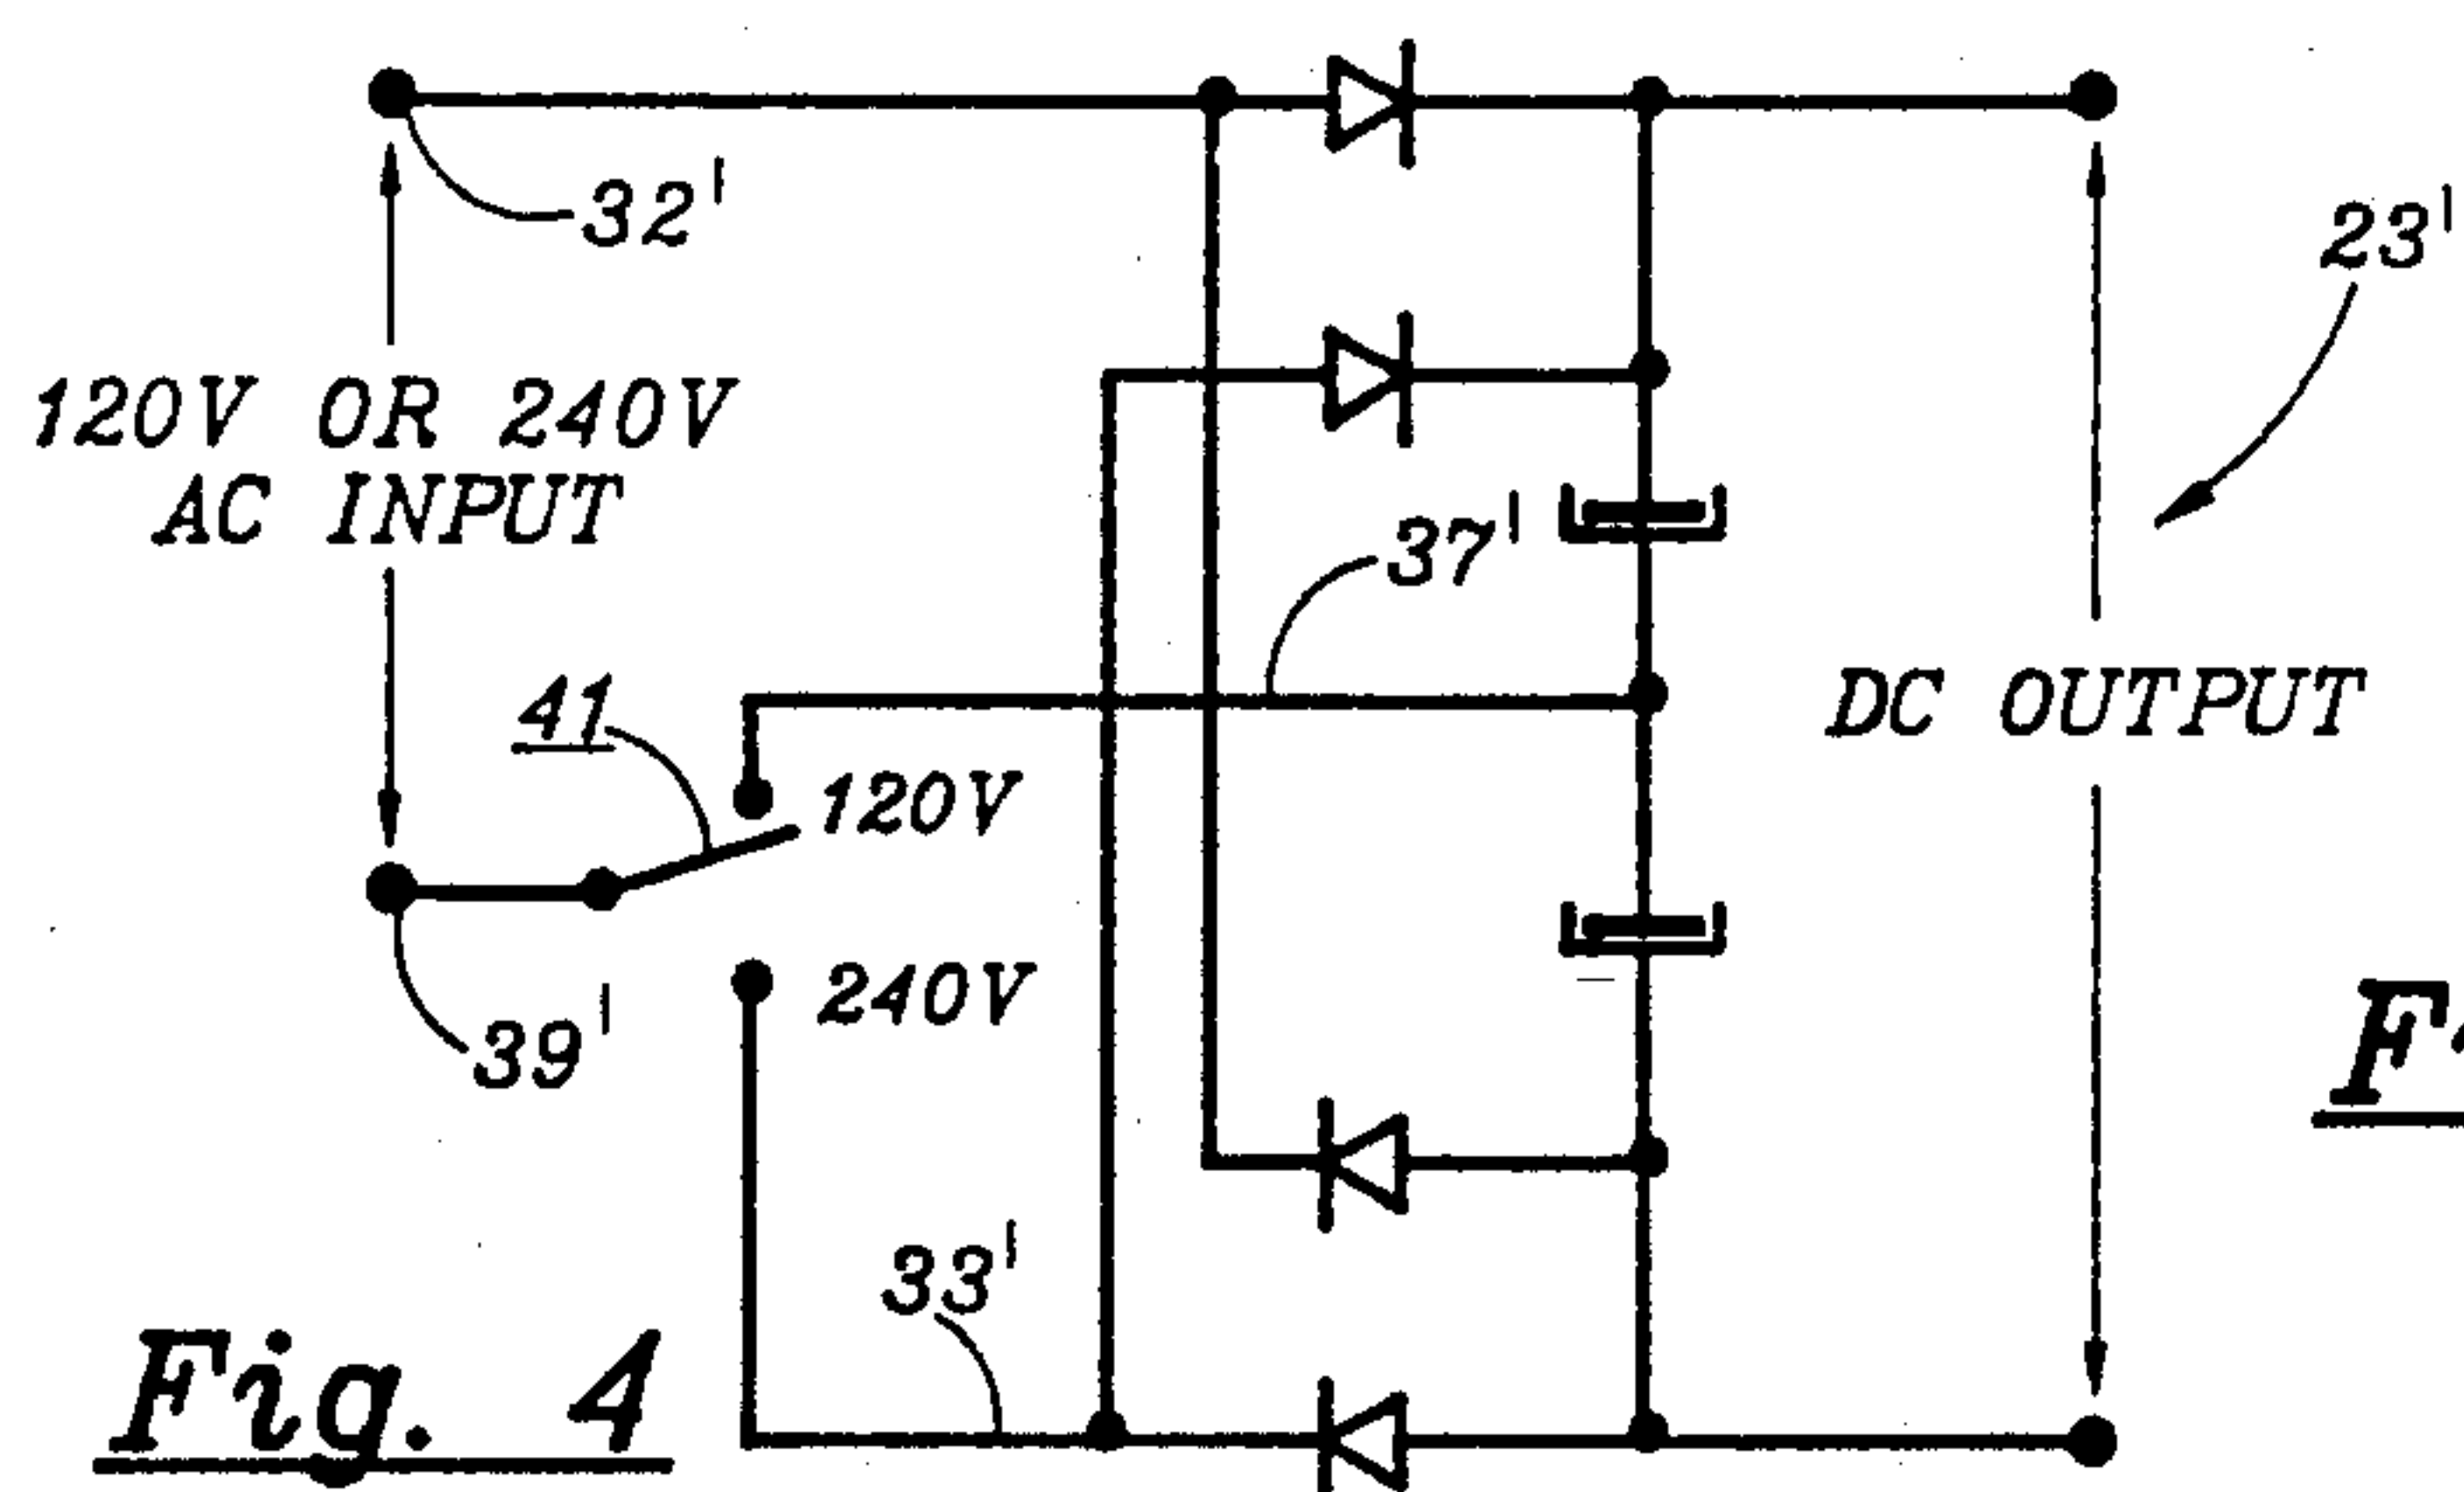 32'
23'
120V OR 240V
AC INPUT
37'
41
DC OUTPUT
120V
240V
39'
33'
Fig. 4